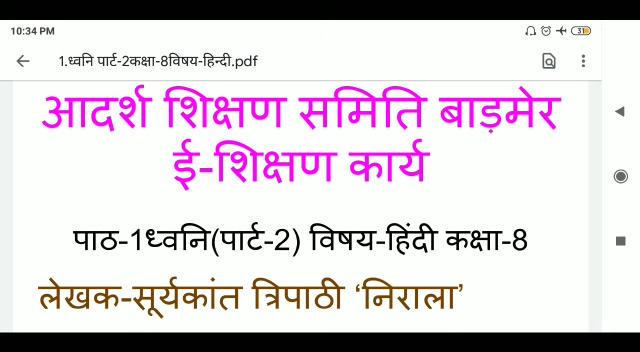 10:34 PM
31
1.ध्वनि पार्ट-2कक्षा-8विषय-हिन्दी.pdf
आदर्श शिक्षण समिति बाड़मेर
ई-शिक्षण कार्य
पाठ-1ध्वनि(पार्ट-2) विषय-हिंदी कक्षा-8
लेखक-सूर्यकांत त्रिपाठी ‘निराला’